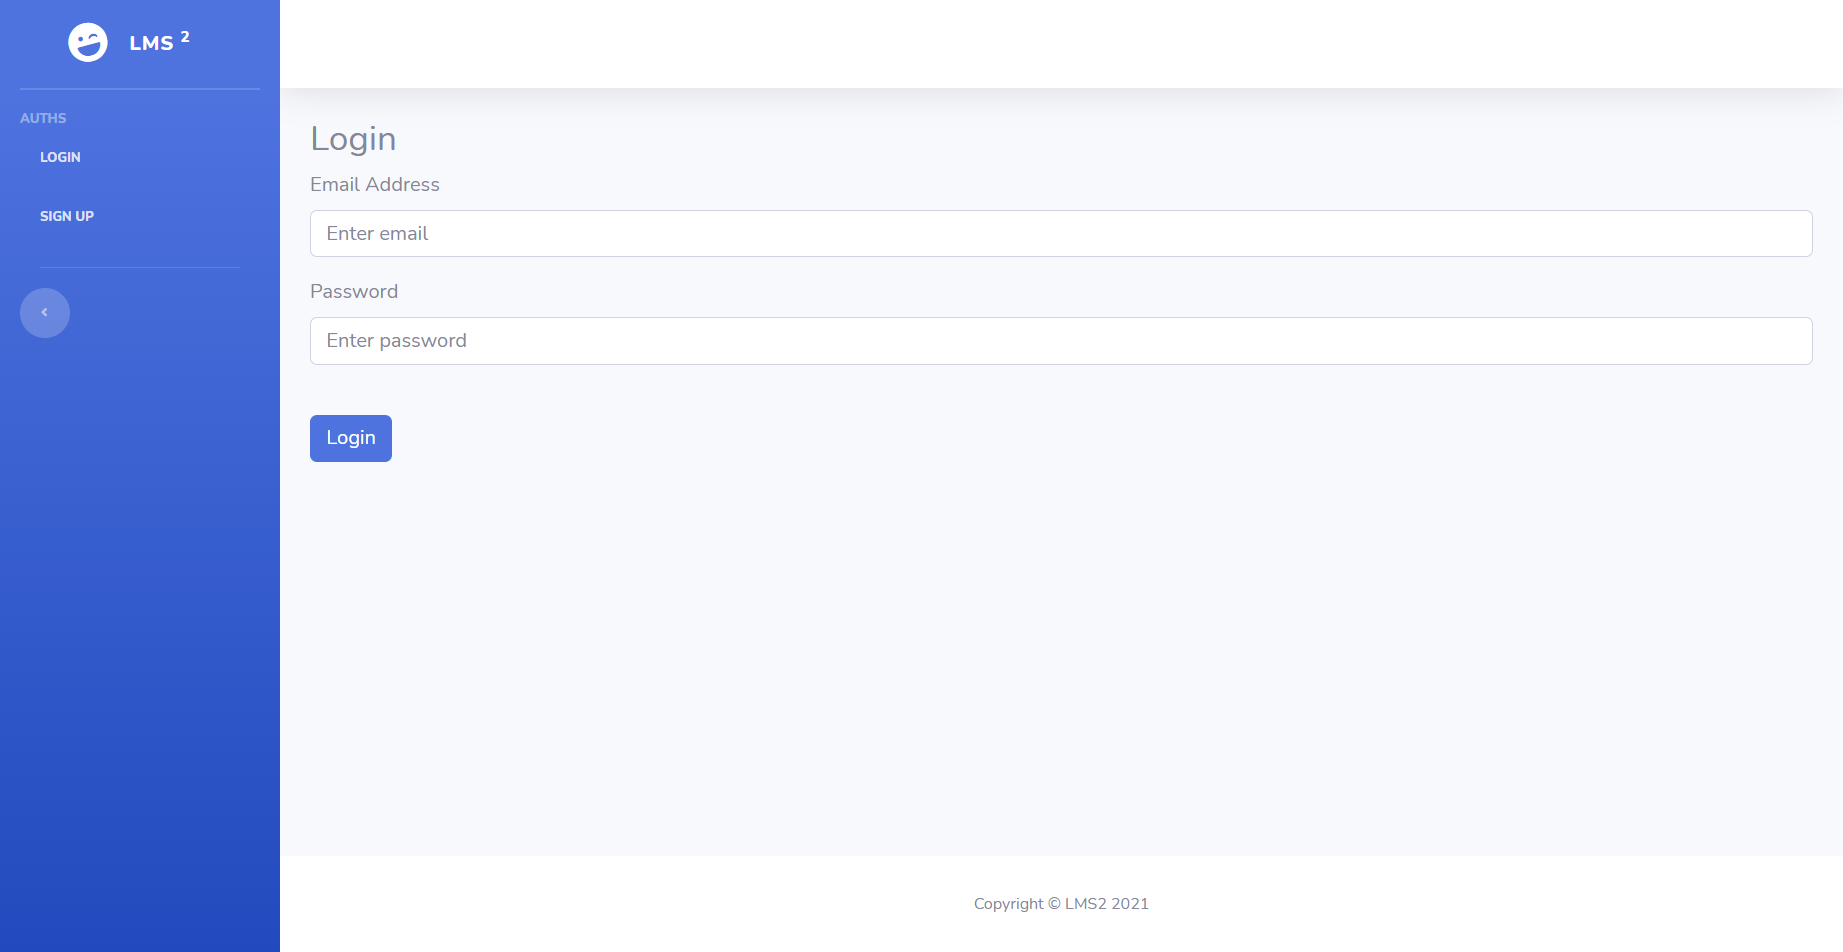 LMS 2
AUTHS
LOGIN
SIGN UP
Login
Email Address
Enter email
Password
Enter password
Login
Copyright © LMS2 2021